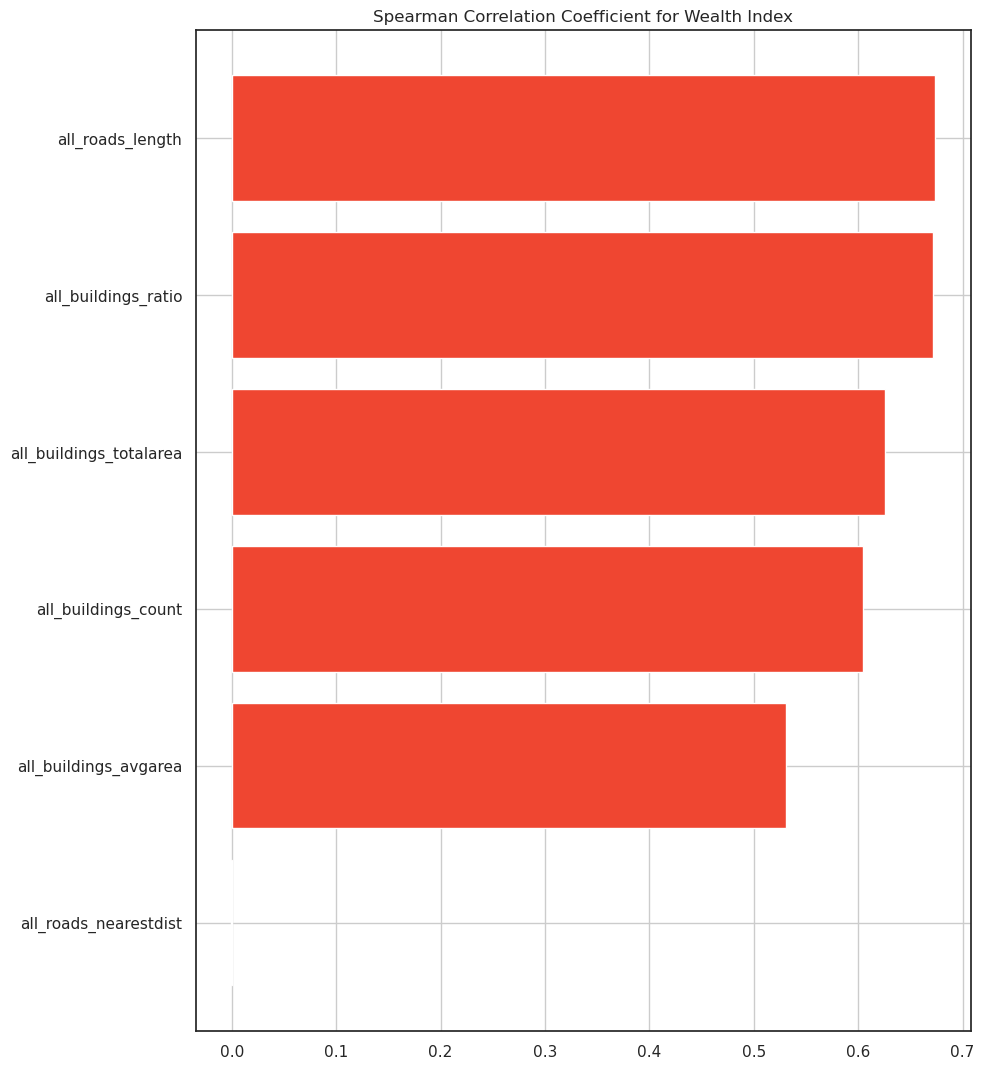 Spearman Correlation Coefficient for Wealth Index
all_roads_length
all_buildings_ratio
all_buildings_totalarea
all_buildings_count
all_buildings_avgarea
all_roads_nearestdist
0.0 0.1 0.2 0.3 0.4 0.5 0.6 0.7